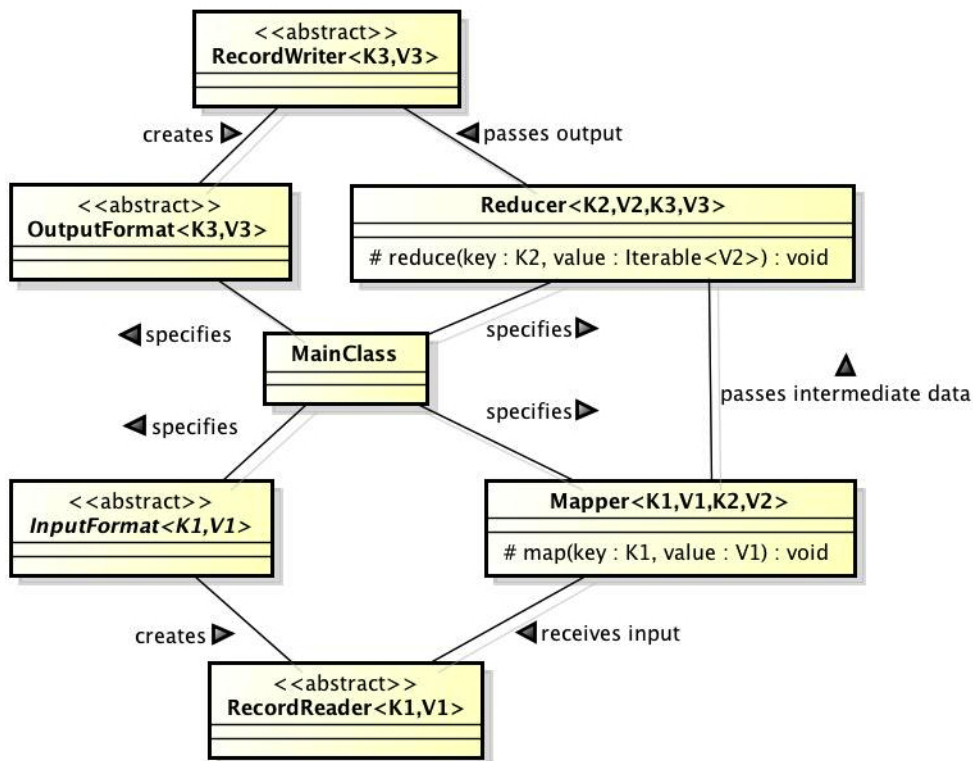 <<abstract>>
RecordWriter<K3,V3>
creates
passes output
<<abstract>>
OutputFormat<K3,V3>
Reducer<K2,V2,K3,V3>
# reduce(key : K2, value : Iterable<V2>) : void
specifies
specifies
MainClass
passes intermediate data
specifies
specifies
<<abstract>>
InputFormat<K1,V1>
Mapper<K1,V1,K2,V2>
# map(key : K1, value : V1) : void
creates
receives input
<<abstract>>
RecordReader<K1,V1>